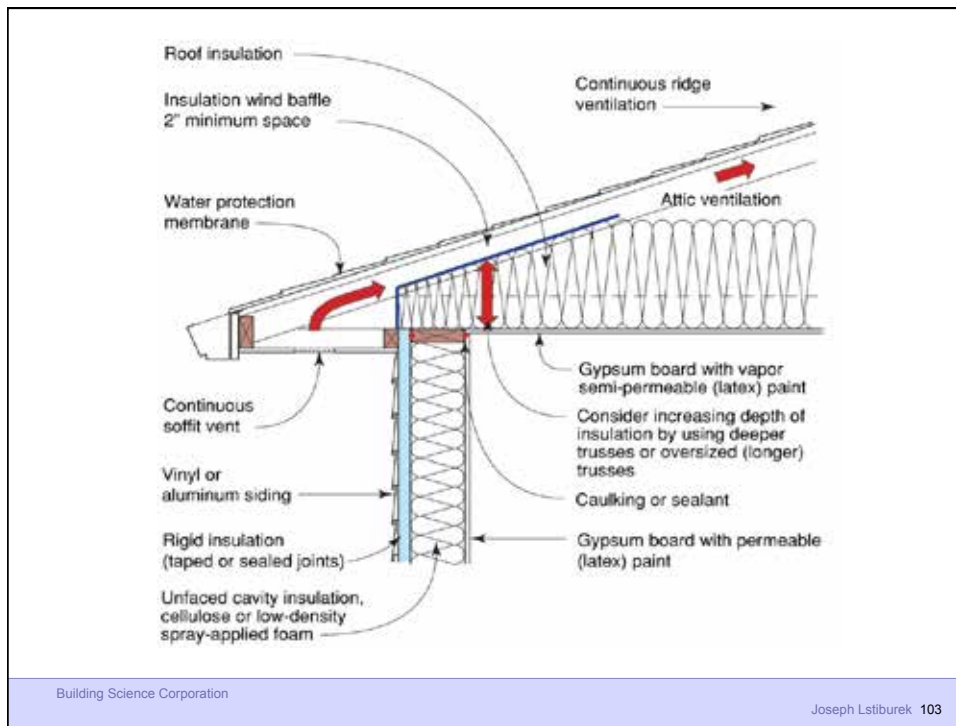 Roof insulation
Insulation wind baffle
2" minimum space
Continuous ridge
ventilation
Water protection
membrane
Attic ventilation
Continuous
soffit vent
Vinyl or
aluminum siding
Rigid insulation
(taped or sealed joints)
Unfaced cavity insulation,
cellulose or low-density
spray-applied foam
Gypsum board with vapor
semi-permeable (latex) paint
Consider increasing depth of
insulation by using deeper
trusses or oversized (longer)
trusses
Caulking or sealant
Gypsum board with permeable
(latex) paint
Building Science Corporation
Joseph Lstiburek 103